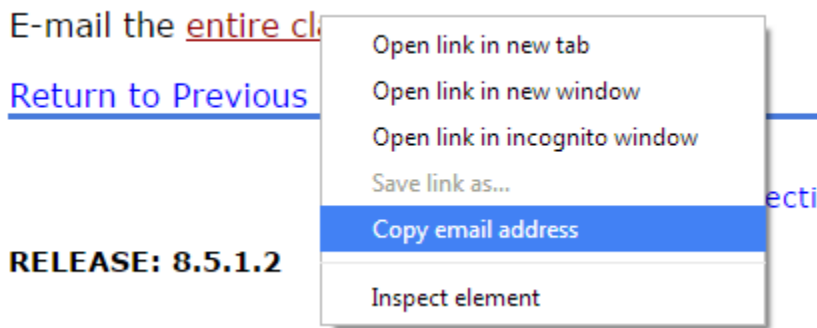 E-mail the entire cl
Open link in new tab
Return to Previous
Open link in new window
Open link in incognito window
Save link as...
Copy email address
RELEASE: 8.5.1.2
Inspect element